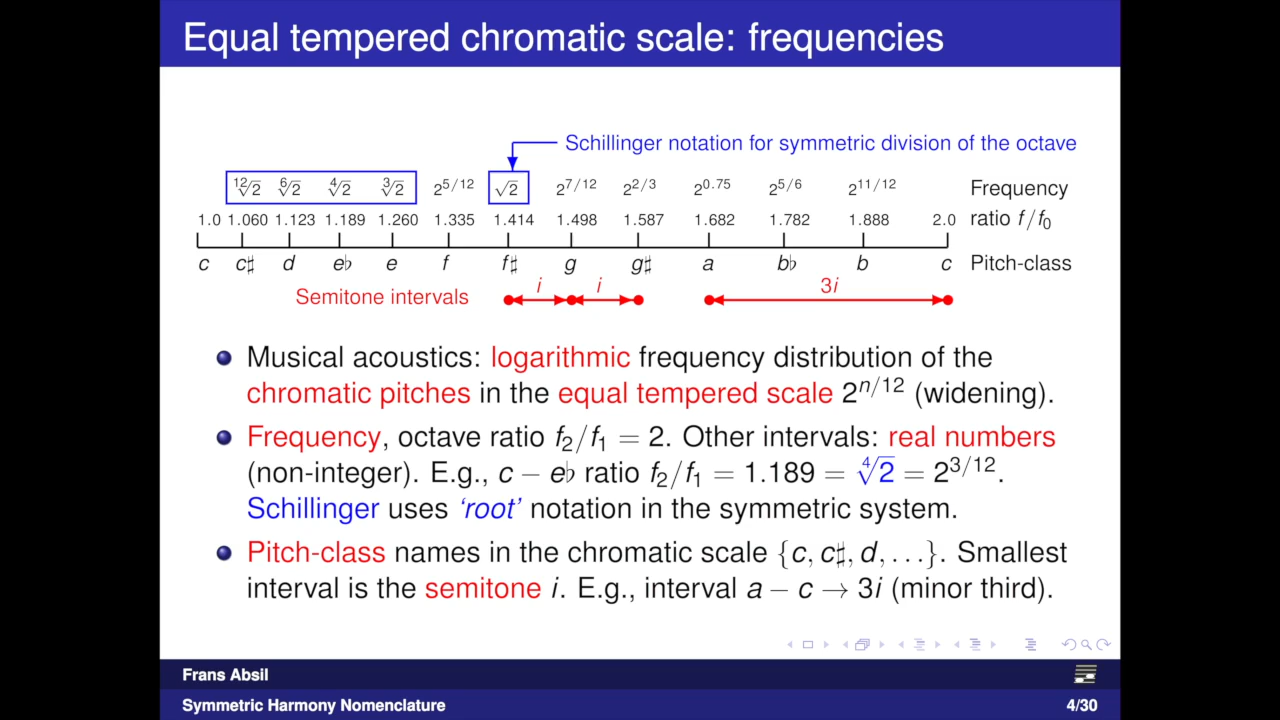 Equal tempered chromatic scale: frequencies
Schillinger notation for symmetric division of the octave
¹²√2 ⁶√2 ⁴√2 ³√2 2^5/12 √2 2^7/12 2^2/3 2^0.75 2^5/6 2^11/12 Frequency
1.0 1.060 1.123 1.189 1.260 1.335 1.414 1.498 1.587 1.682 1.782 1.888 2.0 ratio f/f₀
c c♯ d e♭ e f f♯ g g♯ a b♭ b c Pitch-class
Semitone intervals i i 3i
Musical acoustics: logarithmic frequency distribution of the
chromatic pitches in the equal tempered scale 2^n/12 (widening).
Frequency, octave ratio f₂/f₁ = 2. Other intervals: real numbers
(non-integer). E.g., c − e♭ ratio f₂/f₁ = 1.189 = ⁴√2 = 2^3/12.
Schillinger uses ‘root’ notation in the symmetric system.
Pitch-class names in the chromatic scale {c, c♯, d, . . .}. Smallest
interval is the semitone i. E.g., interval a − c → 3i (minor third).
Frans Absil
Symmetric Harmony Nomenclature 4/30